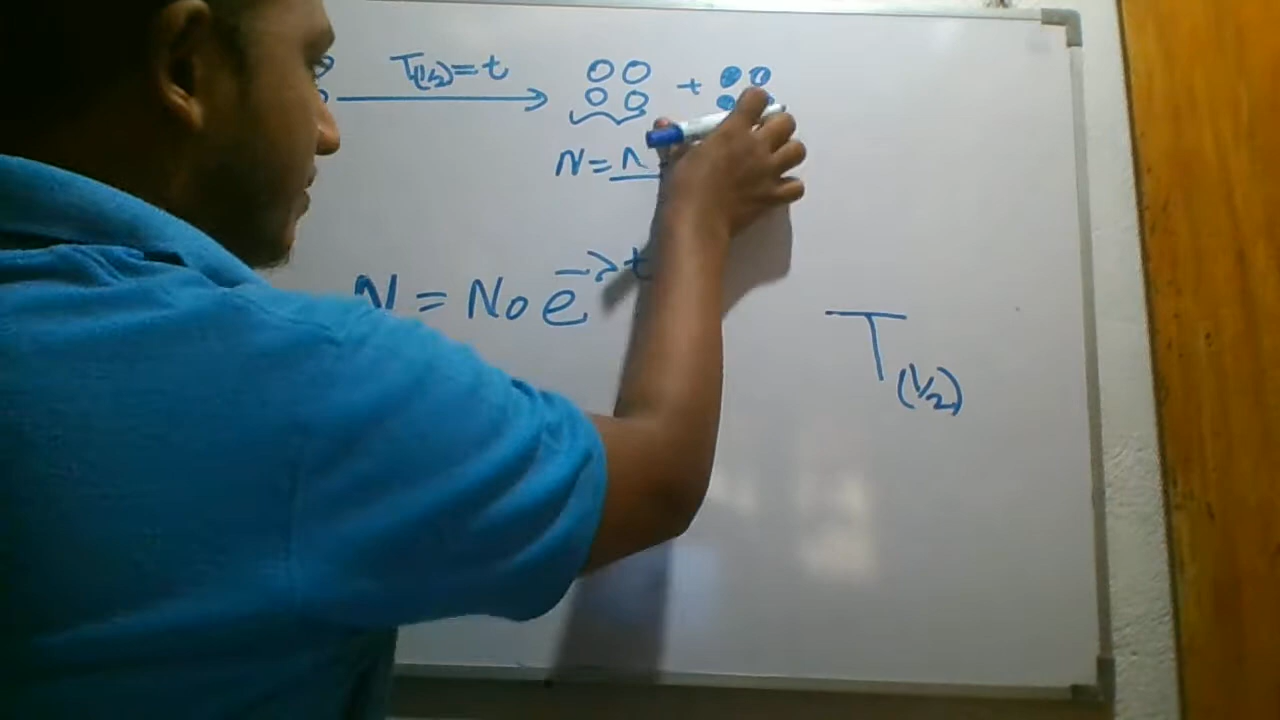 T(1/2) = t
+
N =
N = No e^-λt
T(1/2)